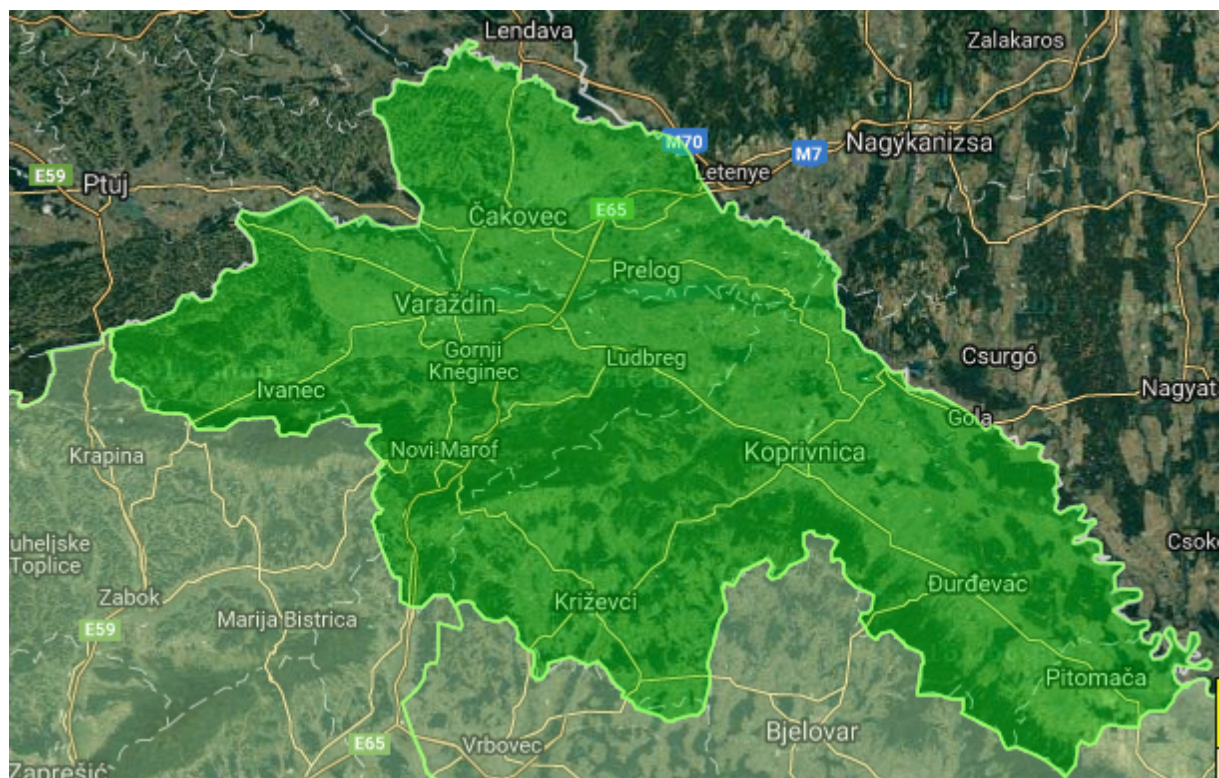 Lendava
Zalakaros
M70
M7
Nagykanizsa
E59
Ptuj
Letenye
Čakovec
E65
Prelog
Varaždin
Gornji
Kneginec
Ludbreg
Csurgó
Ivanec
Nagyat
Gola
Krapina
Novi-Marof
Koprivnica
uheljske
Toplice
Csok
Zabok
Križevci
Đurđevac
E59
Marija Bistrica
Pitomača
E65
Vrbovec
Bjelovar
Zaprešić